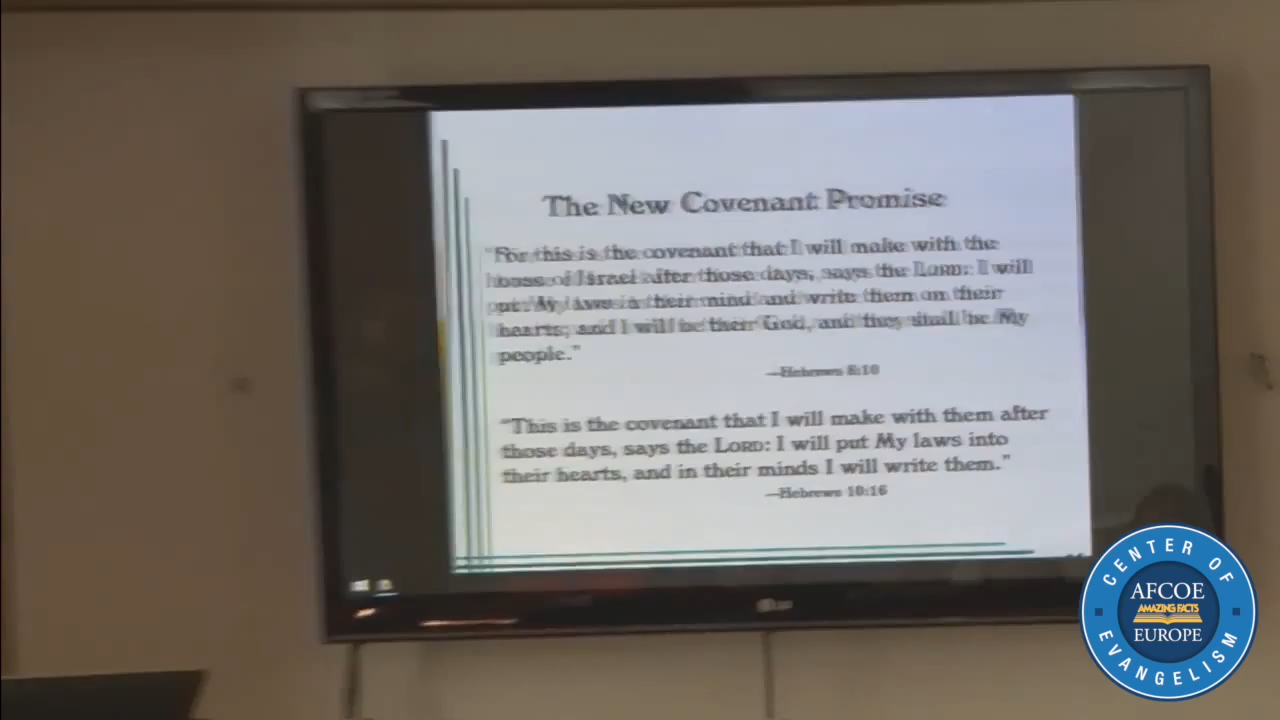 The New Covenant Promise
"For this is the covenant that I will make with the
house of Israel after those days, says the LORD: I will
put My laws in their mind and write them on their
hearts; and I will be their God, and they shall be My
people."
—Hebrews 8:10
"This is the covenant that I will make with them after
those days, says the LORD: I will put My laws into
their hearts, and in their minds I will write them."
—Hebrews 10:16
LG
CENTER OF
AFCOE
AMAZING FACTS
EUROPE
EVANGELISM